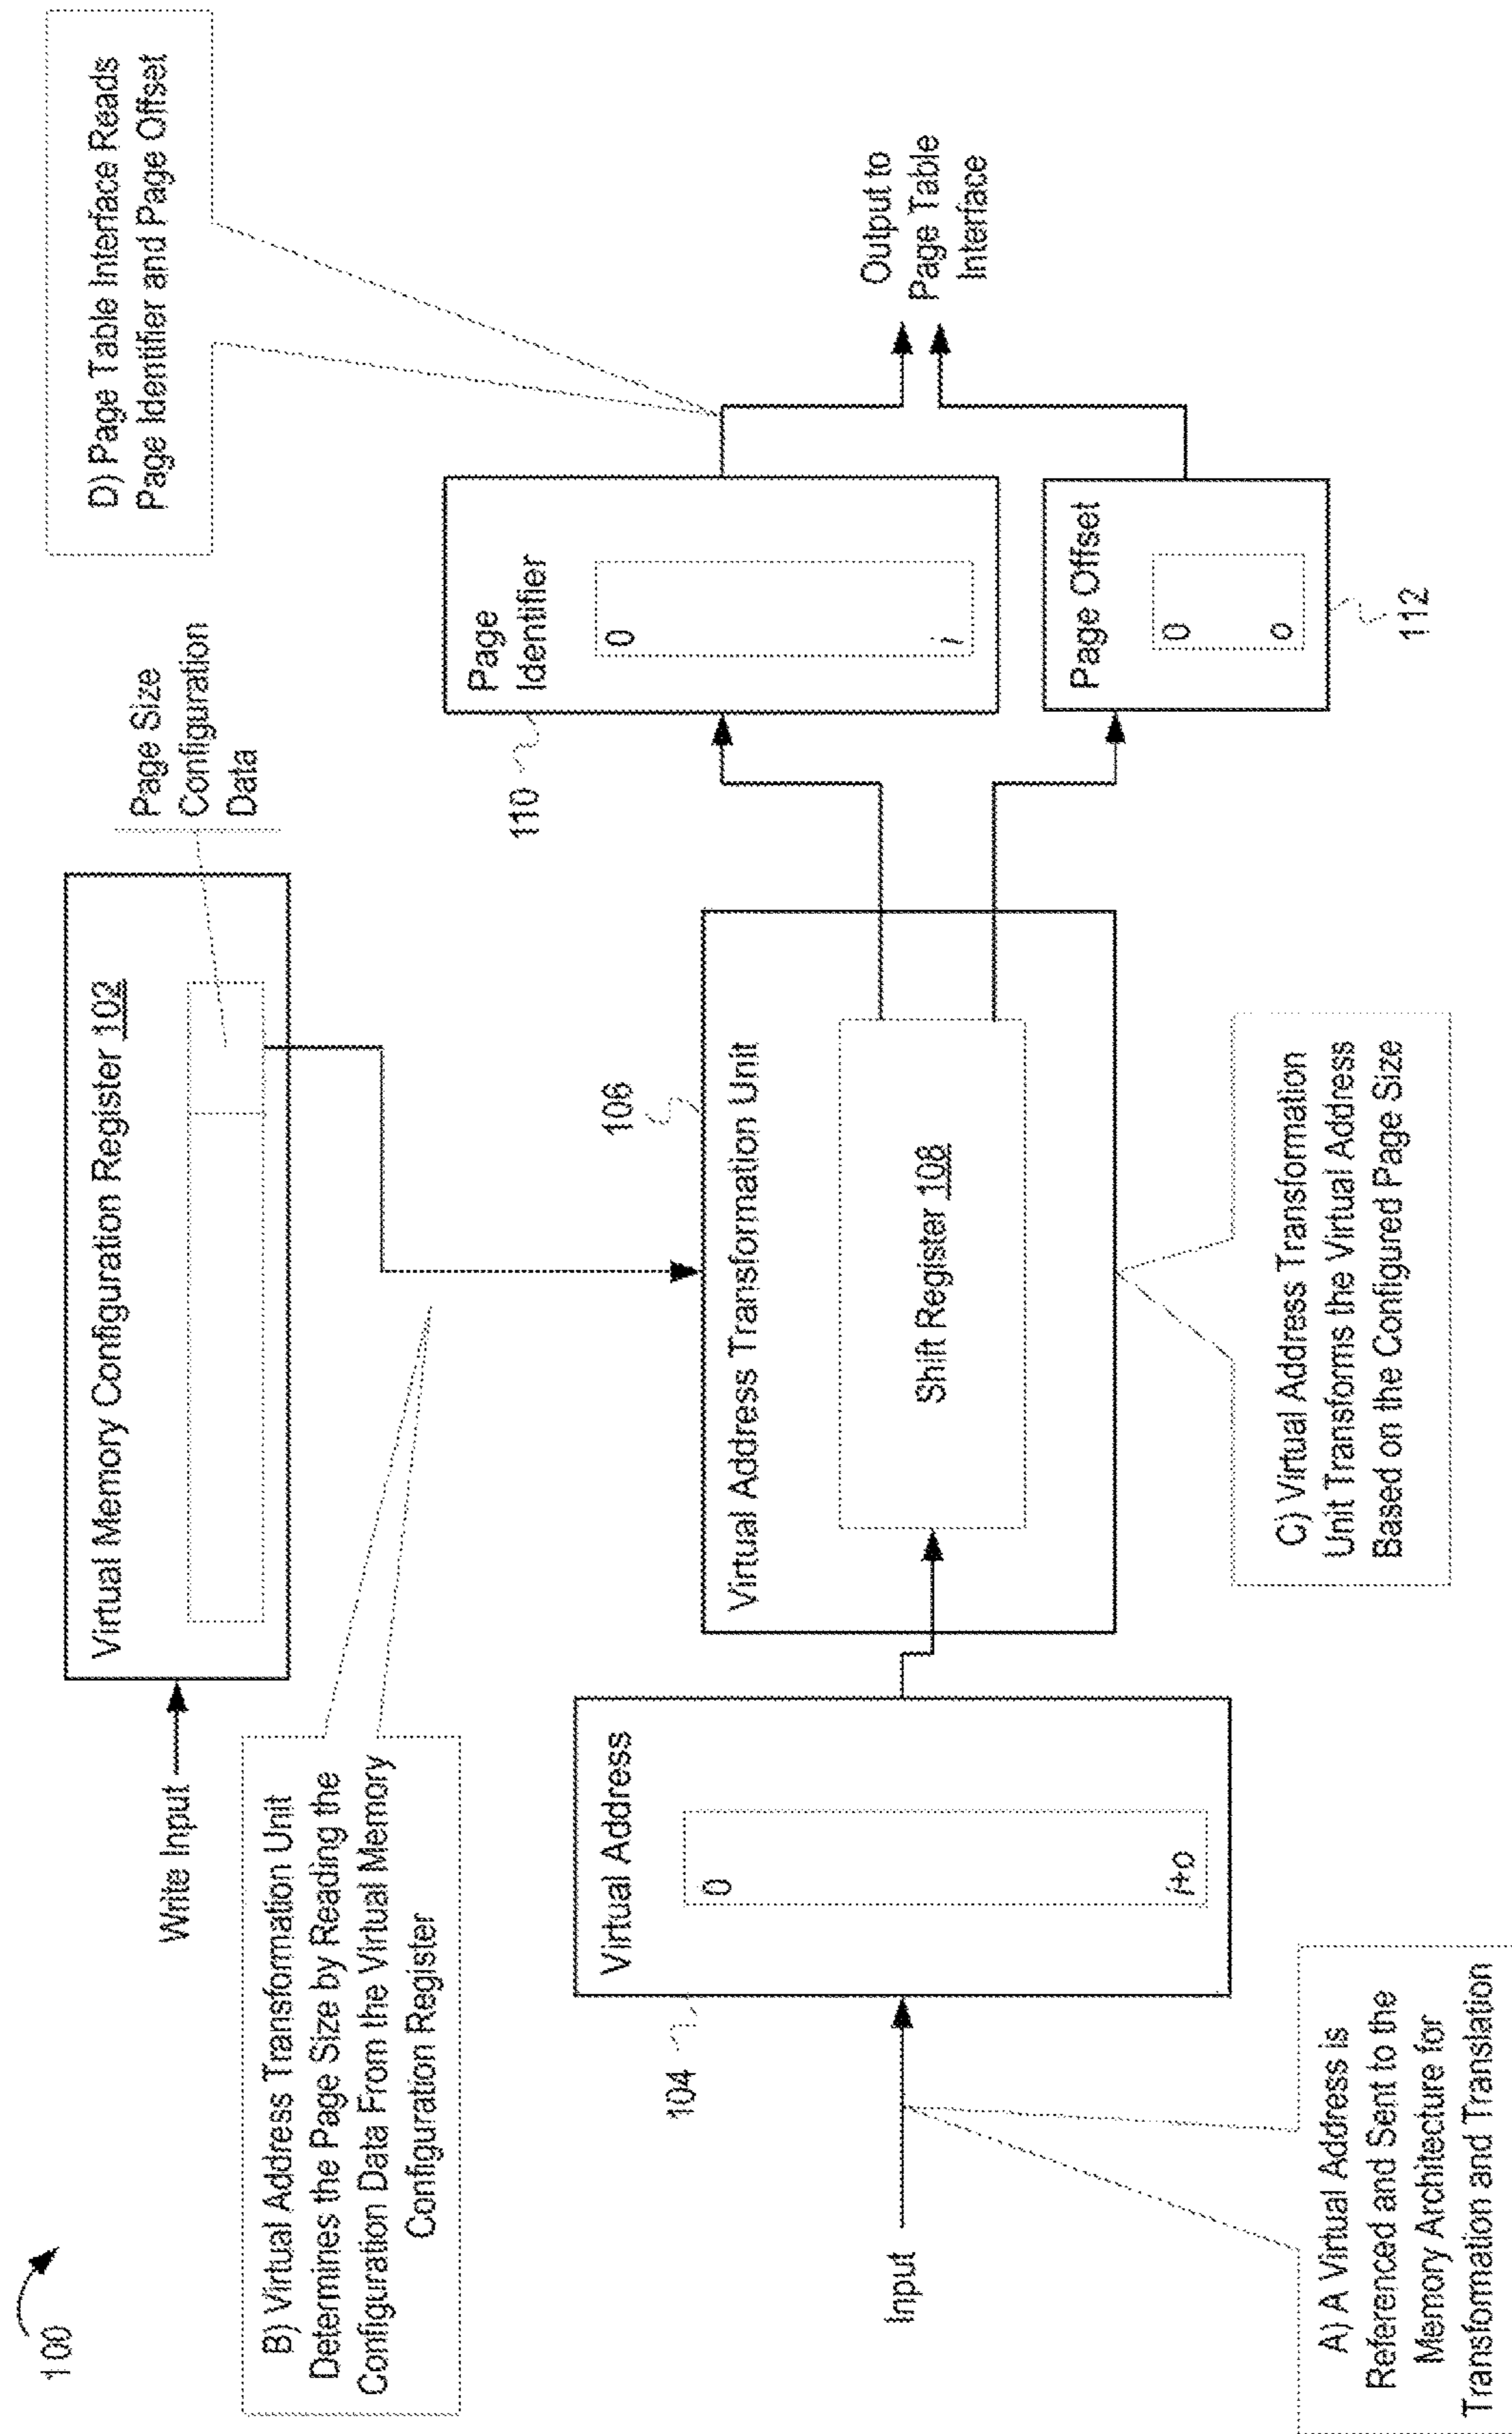 100
Write Input
Virtual Memory Configuration Register 102
Page Size
Configuration
Data
D) Page Table Interface Reads
Page Identifier and Page Offset
B) Virtual Address Transformation Unit
Determines the Page Size by Reading the
Configuration Data From the Virtual Memory
Configuration Register
Input
104
Virtual Address
0
i+o
106
Virtual Address Transformation Unit
Shift Register 108
110
Page
Identifier
0
i
Page Offset
0
o
112
Output to
Page Table
Interface
A) A Virtual Address is
Referenced and Sent to the
Memory Architecture for
Transformation and Translation
C) Virtual Address Transformation
Unit Transforms the Virtual Address
Based on the Configured Page Size